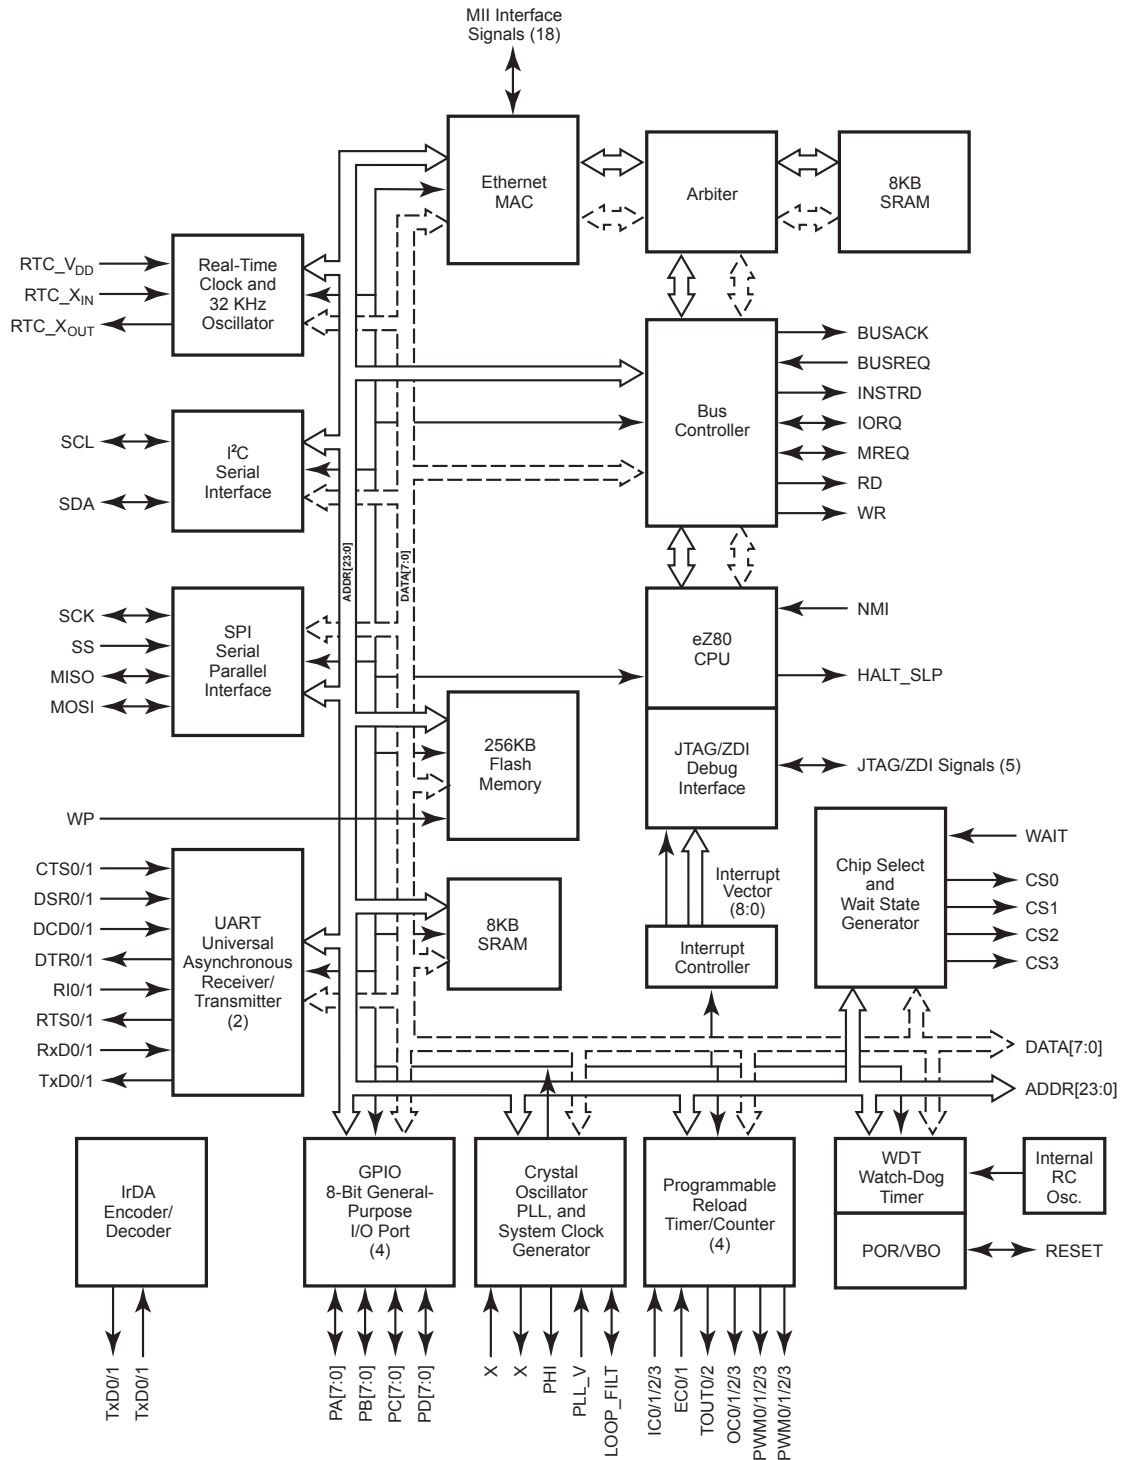 MII Interface
Signals (18)
Ethernet
MAC
Arbiter
8KB
SRAM
RTC_VDD
RTC_XIN
RTC_XOUT
Real-Time
Clock and
32 KHz
Oscillator
BUSACK
BUSREQ
INSTRD
IORQ
MREQ
RD
WR
Bus
Controller
SCL
SDA
I²C
Serial
Interface
ADDR[23:0]
DATA[7:0]
SCK
SS
MISO
MOSI
SPI
Serial
Parallel
Interface
eZ80
CPU
NMI
HALT_SLP
256KB
Flash
Memory
JTAG/ZDI
Debug
Interface
JTAG/ZDI Signals (5)
WP
CTS0/1
DSR0/1
DCD0/1
DTR0/1
RI0/1
RTS0/1
RxD0/1
TxD0/1
UART
Universal
Asynchronous
Receiver/
Transmitter
(2)
8KB
SRAM
Interrupt
Vector
(8:0)
Interrupt
Controller
Chip Select
and
Wait State
Generator
WAIT
CS0
CS1
CS2
CS3
DATA[7:0]
ADDR[23:0]
IrDA
Encoder/
Decoder
GPIO
8-Bit General-
Purpose
I/O Port
(4)
Crystal
Oscillator
PLL, and
System Clock
Generator
Programmable
Reload
Timer/Counter
(4)
WDT
Watch-Dog
Timer
POR/VBO
Internal
RC
Osc.
RESET
TxD0/1
TxD0/1
PA[7:0]
PB[7:0]
PC[7:0]
PD[7:0]
X
X
PHI
PLL_V
LOOP_FILT
IC0/1/2/3
EC0/1
TOUT0/2
OC0/1/2/3
PWM0/1/2/3
PWM0/1/2/3